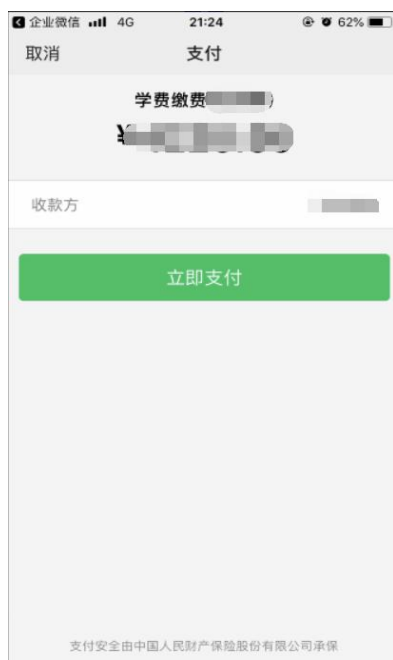 企业微信 4G 21:24 62%
取消 支付
学费缴费
¥
收款方
立即支付
支付安全由中国人民财产保险股份有限公司承保